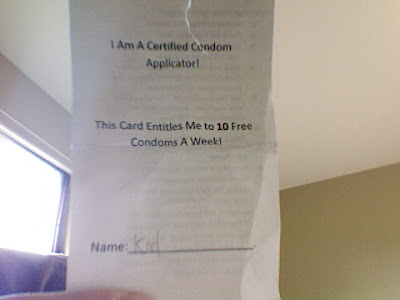 I Am A Certified Condom
Applicator!
This Card Entitles Me to 10 Free
Condoms A Week!
Name: